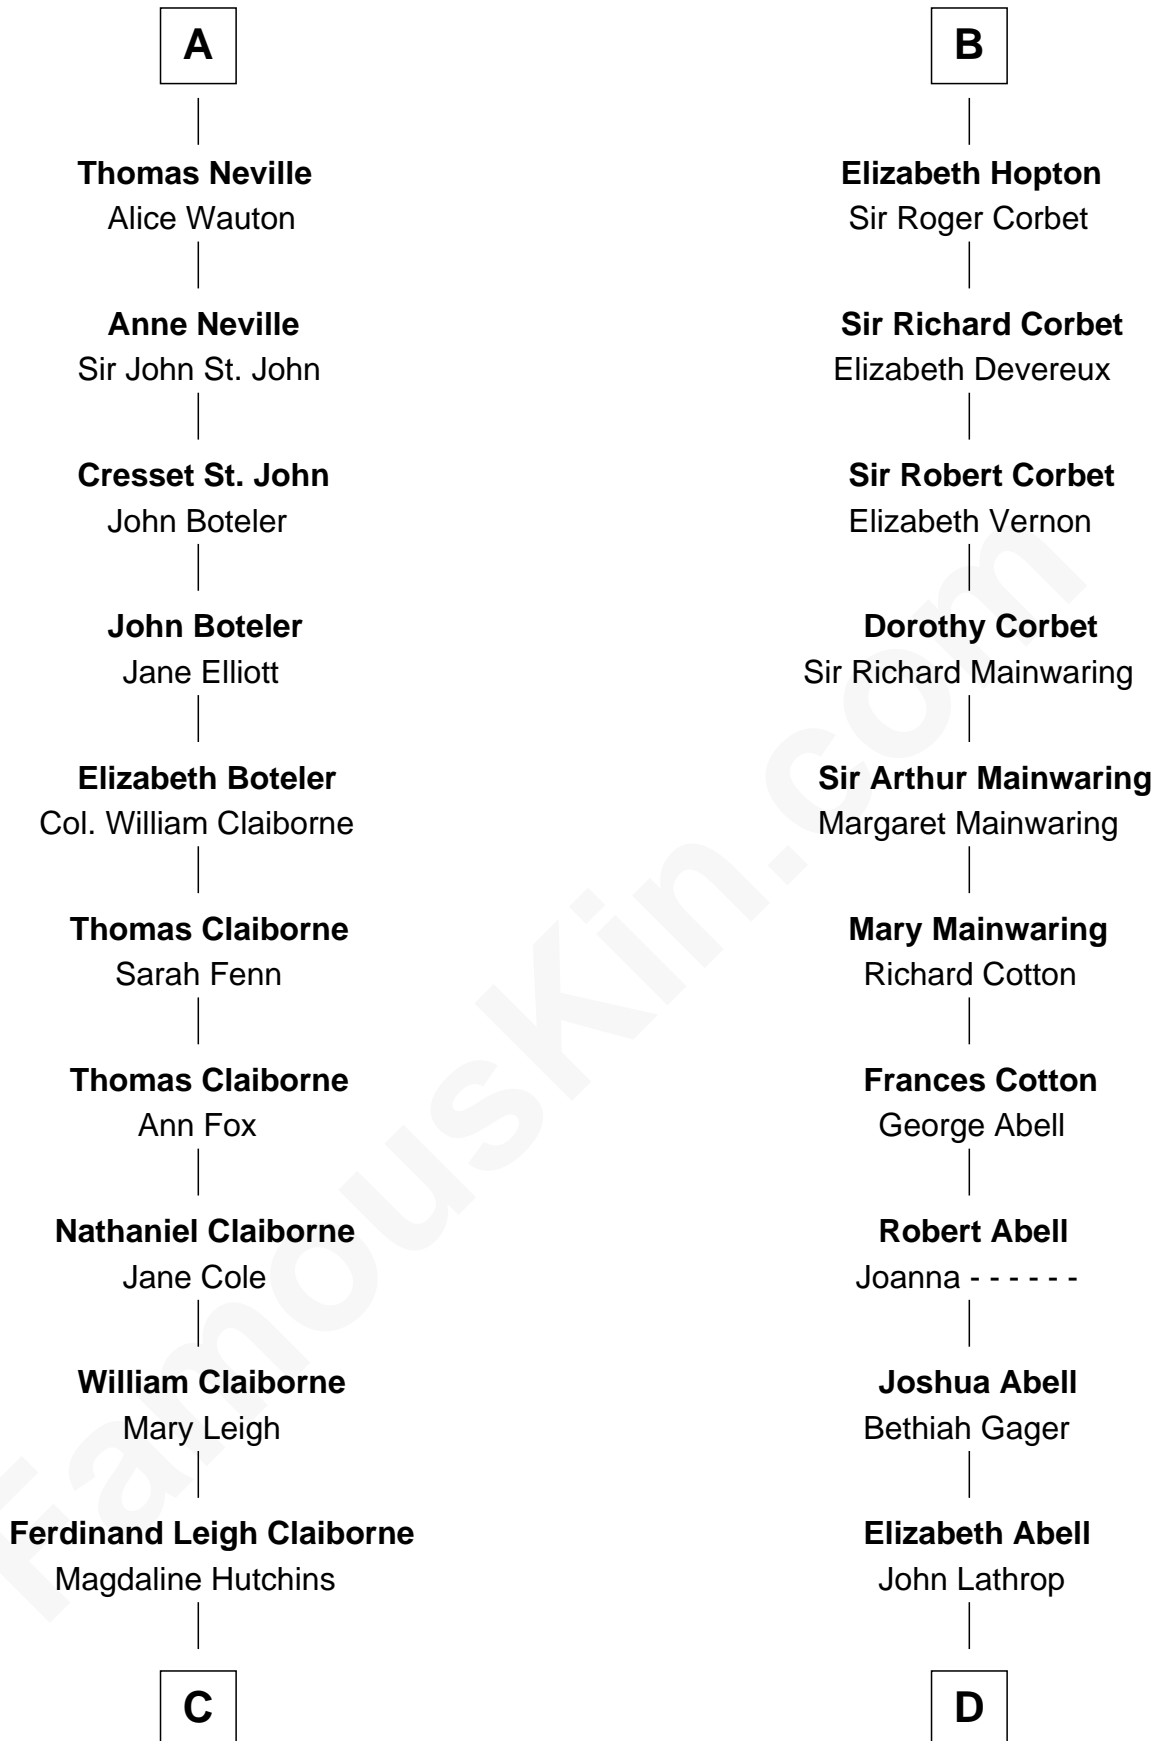 A
Thomas Neville
Alice Wauton
Anne Neville
Sir John St. John
Cresset St. John
John Boteler
John Boteler
Jane Elliott
Elizabeth Boteler
Col. William Claiborne
Thomas Claiborne
Sarah Fenn
Thomas Claiborne
Ann Fox
Nathaniel Claiborne
Jane Cole
William Claiborne
Mary Leigh
Ferdinand Leigh Claiborne
Magdaline Hutchins
C
B
Elizabeth Hopton
Sir Roger Corbet
Sir Richard Corbet
Elizabeth Devereux
Sir Robert Corbet
Elizabeth Vernon
Dorothy Corbet
Sir Richard Mainwaring
Sir Arthur Mainwaring
Margaret Mainwaring
Mary Mainwaring
Richard Cotton
Frances Cotton
George Abell
Robert Abell
Joanna - - - - - -
Joshua Abell
Bethiah Gager
Elizabeth Abell
John Lathrop
D
FamousKin.com